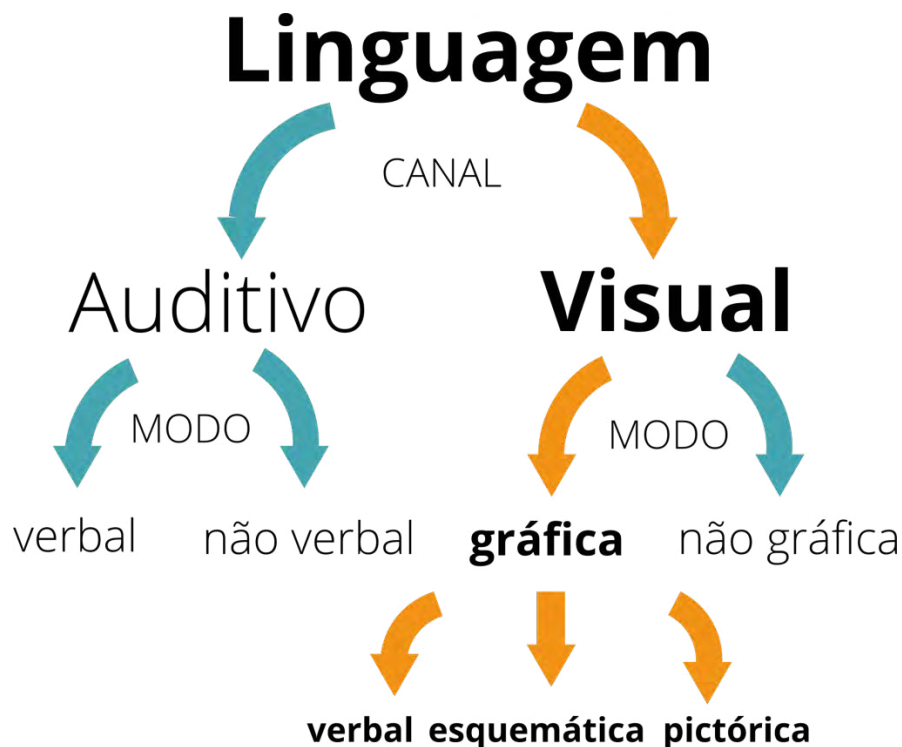 Linguagem
CANAL
Auditivo Visual
MODO MODO
verbal não verbal gráfica não gráfica
verbal esquemática pictórica